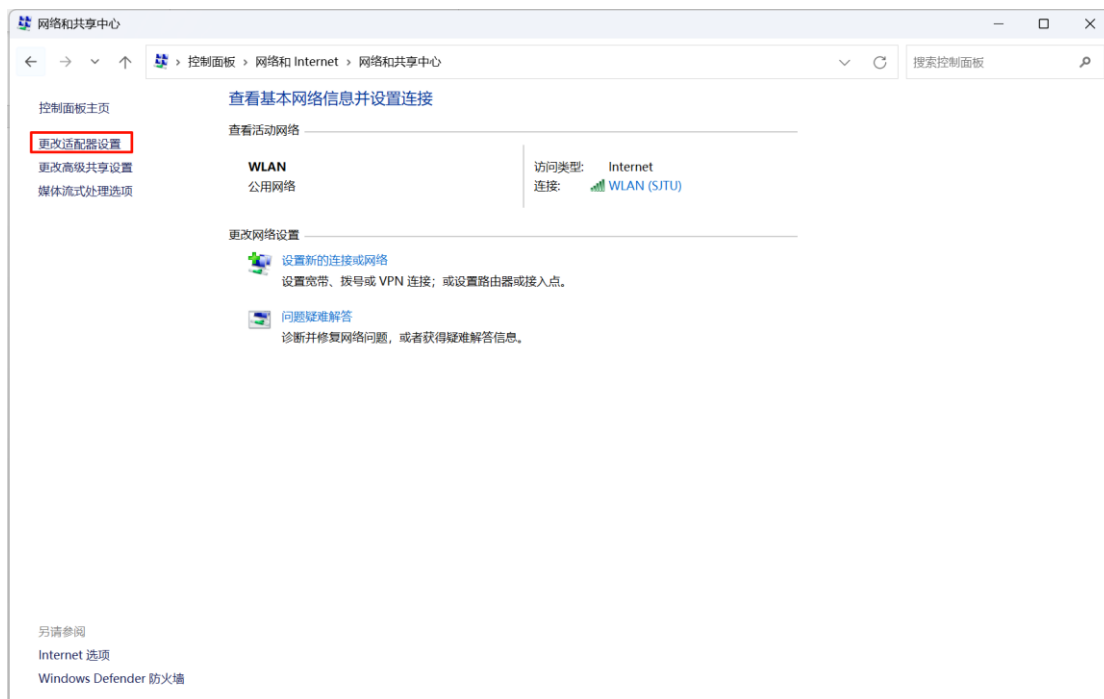 网络和共享中心
控制面板 › 网络和 Internet › 网络和共享中心
搜索控制面板
控制面板主页
更改适配器设置
更改高级共享设置
媒体流式处理选项
查看基本网络信息并设置连接
查看活动网络
WLAN
公用网络
访问类型: Internet
连接: WLAN (SJTU)
更改网络设置
设置新的连接或网络
设置宽带、拨号或 VPN 连接；或设置路由器或接入点。
问题疑难解答
诊断并修复网络问题，或者获得疑难解答信息。
另请参阅
Internet 选项
Windows Defender 防火墙